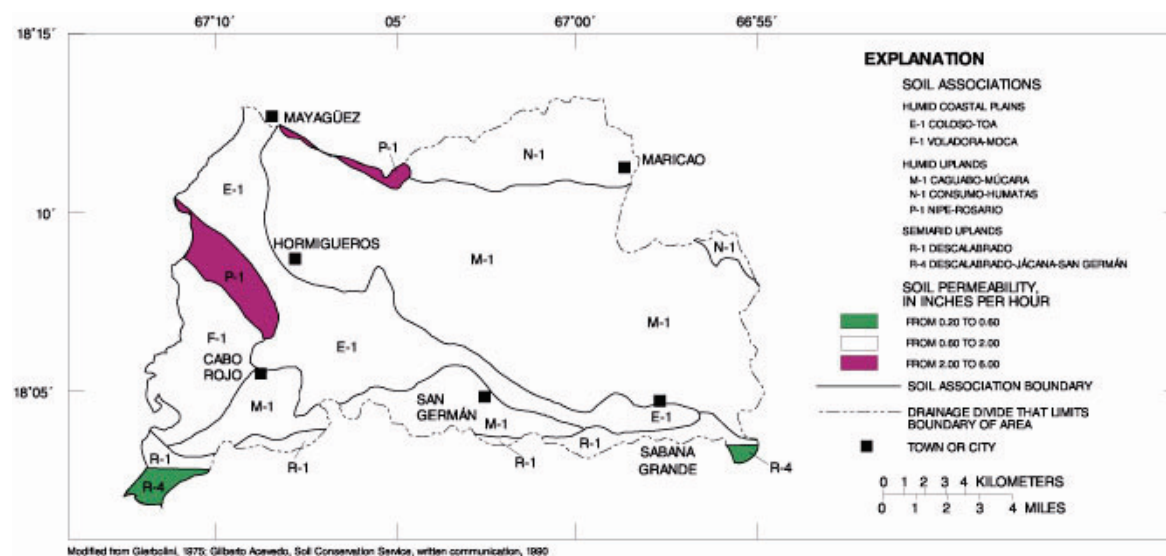 67°10'
05'
67°00'
66°55'
18°15'
MAYAGÜEZ
P-1
N-1
MARICAO
E-1
10'
HORMIGUEROS
M-1
N-1
P-1
M-1
F-1
E-1
CABO
ROJO
18°05'
SAN
GERMÁN
M-1
M-1
E-1
R-1
R-1
R-1
R-1
SABANA
GRANDE
R-4
R-4
EXPLANATION
SOIL ASSOCIATIONS
HUMID COASTAL PLAINS
E-1 COLOSO-TOA
F-1 VOLADORA-MOCA
HUMID UPLANDS
M-1 CAGUABO-MÚCARA
N-1 CONSUMO-HUMATAS
P-1 NIPE-ROSARIO
SEMIARID UPLANDS
R-1 DESCALABRADO
R-4 DESCALABRADO-JÁCANA-SAN GERMÁN
SOIL PERMEABILITY,
IN INCHES PER HOUR
FROM 0.20 TO 0.60
FROM 0.60 TO 2.00
FROM 2.00 TO 6.00
SOIL ASSOCIATION BOUNDARY
DRAINAGE DIVIDE THAT LIMITS
BOUNDARY OF AREA
TOWN OR CITY
0 1 2 3 4 KILOMETERS
0 1 2 3 4 MILES
Modified from Gierbolini, 1975; Gilberto Acevedo, Soil Conservation Service, written communication, 1990